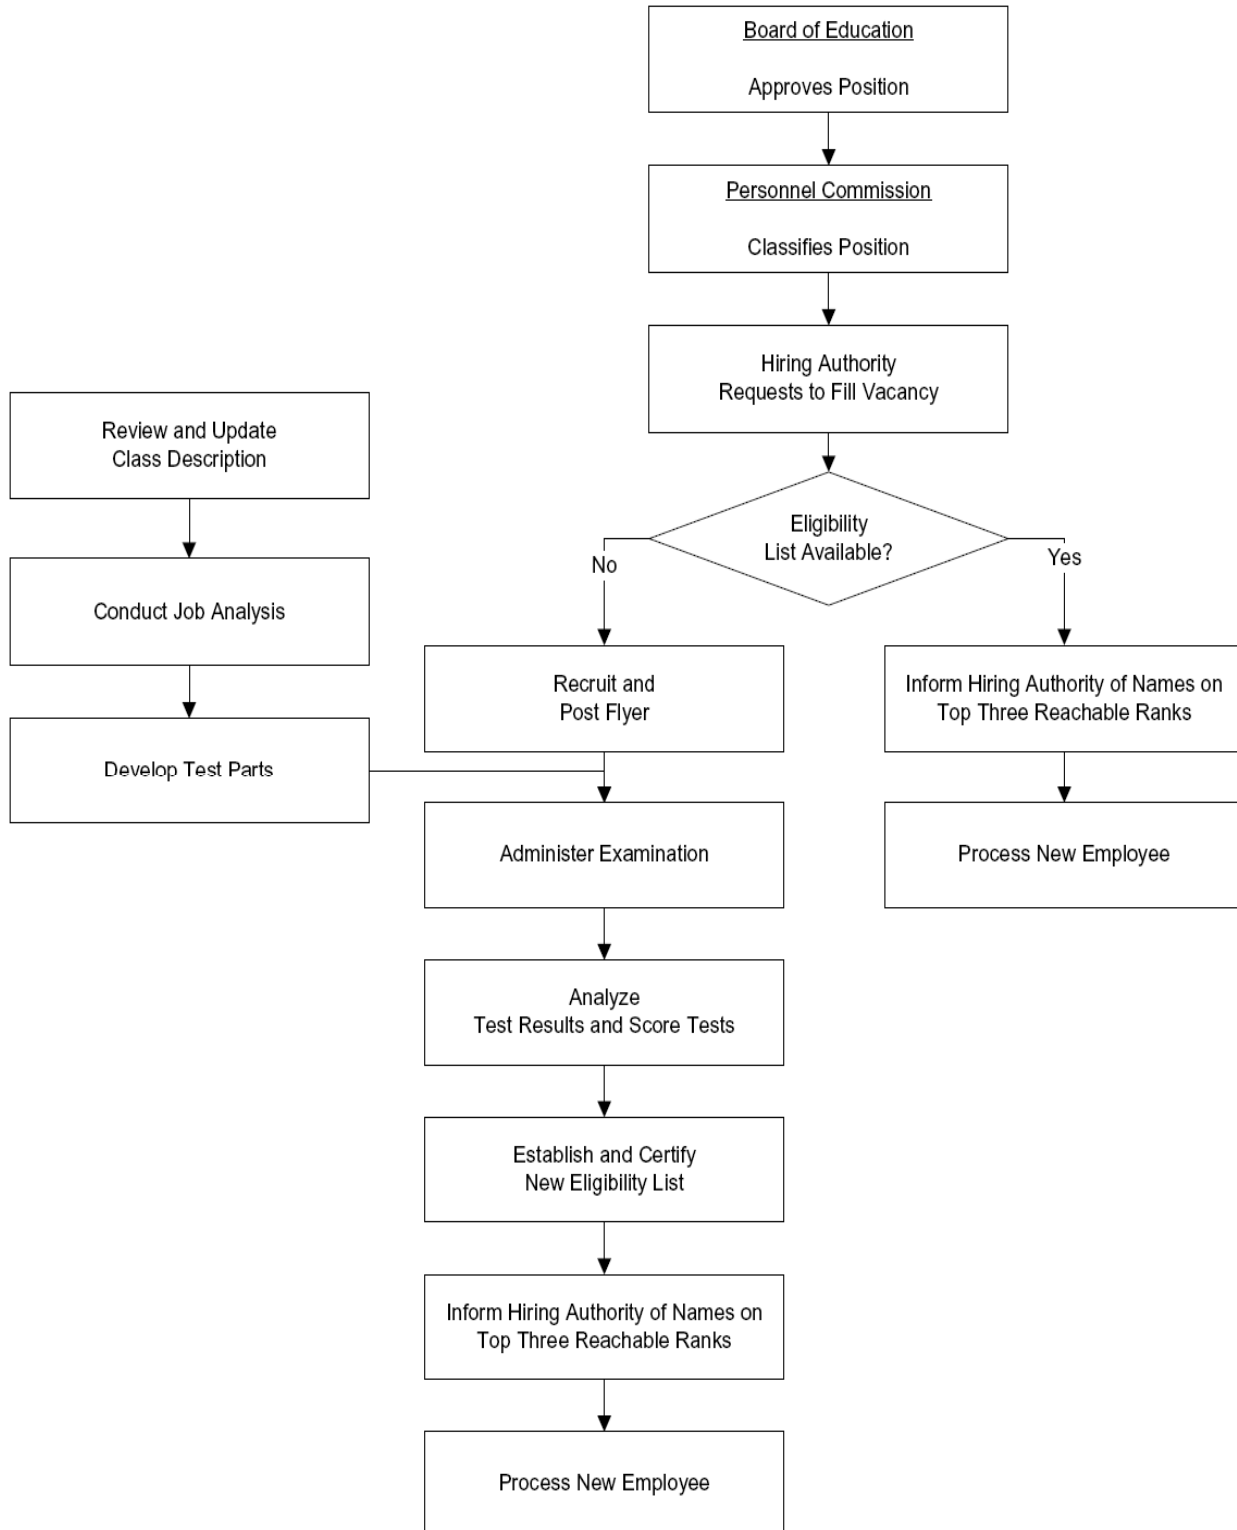 Board of Education
Approves Position
Personnel Commission
Classifies Position
Hiring Authority
Requests to Fill Vacancy
Review and Update
Class Description
Eligibility
List Available?
No
Yes
Conduct Job Analysis
Recruit and
Post Flyer
Inform Hiring Authority of Names on
Top Three Reachable Ranks
Develop Test Parts
Administer Examination
Process New Employee
Analyze
Test Results and Score Tests
Establish and Certify
New Eligibility List
Inform Hiring Authority of Names on
Top Three Reachable Ranks
Process New Employee